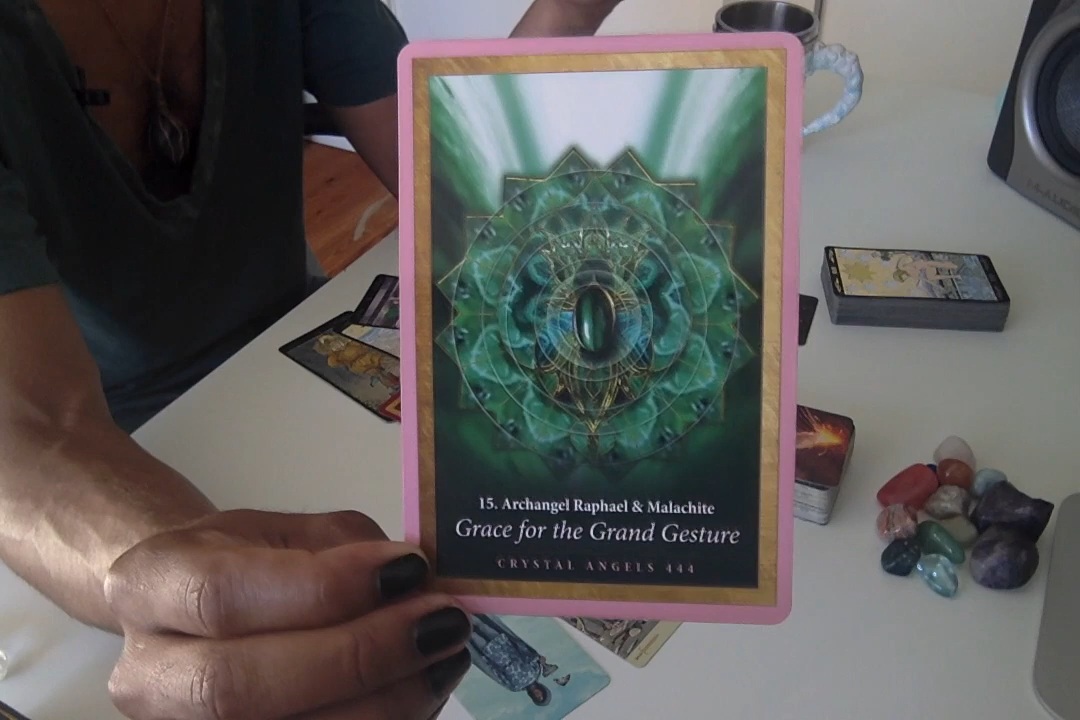 15. Archangel Raphael & Malachite
Grace for the Grand Gesture
CRYSTAL ANGELS 444